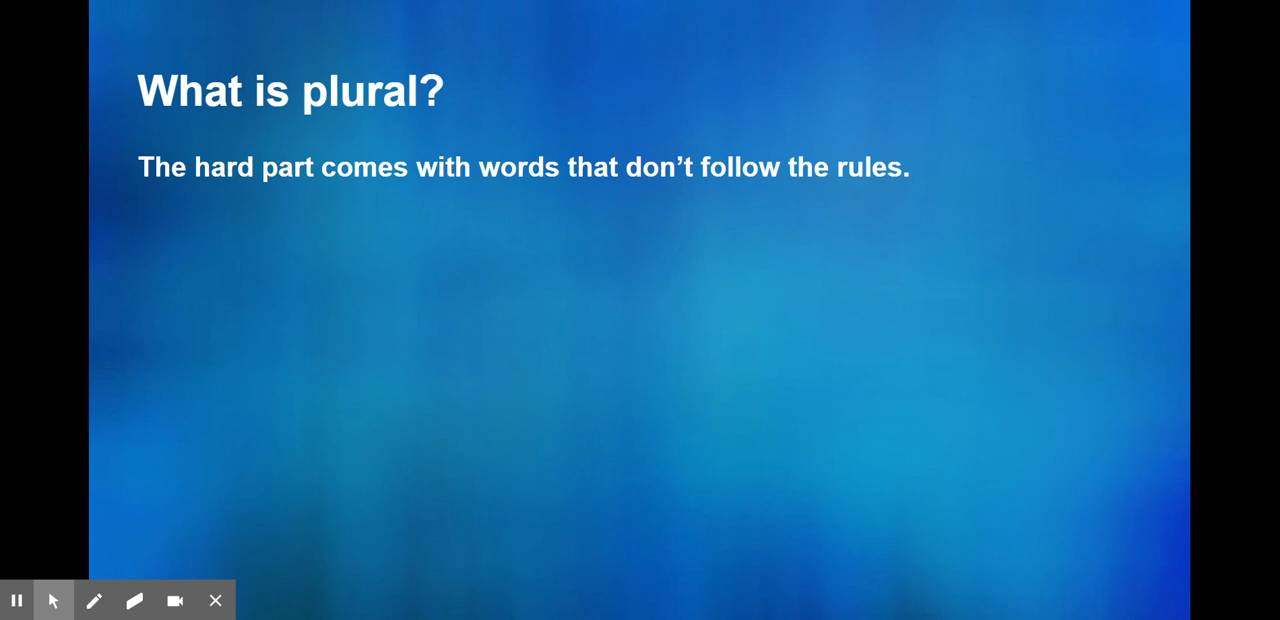 What is plural?
The hard part comes with words that don’t follow the rules.